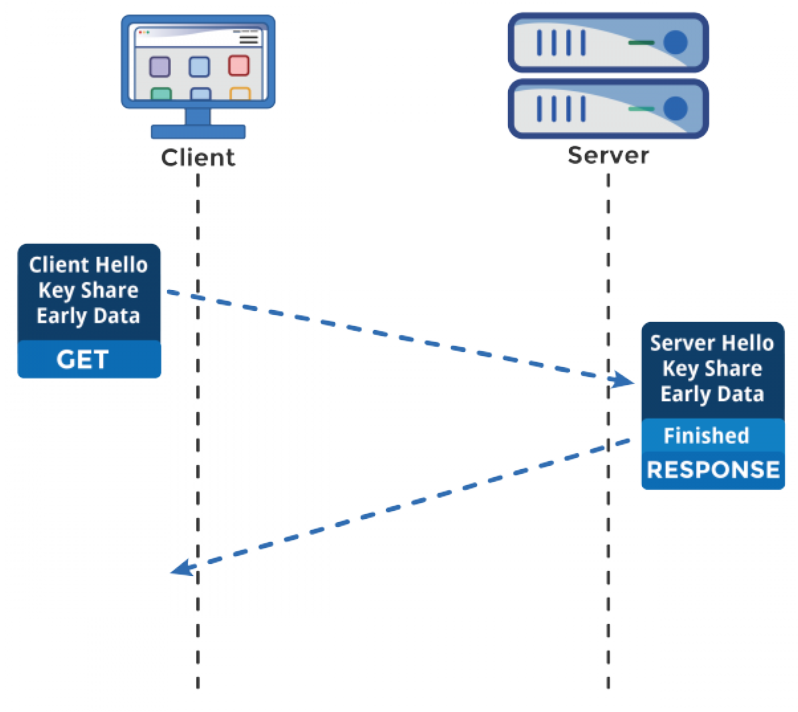 Client
Server
Client Hello
Key Share
Early Data
GET
Server Hello
Key Share
Early Data
Finished
RESPONSE